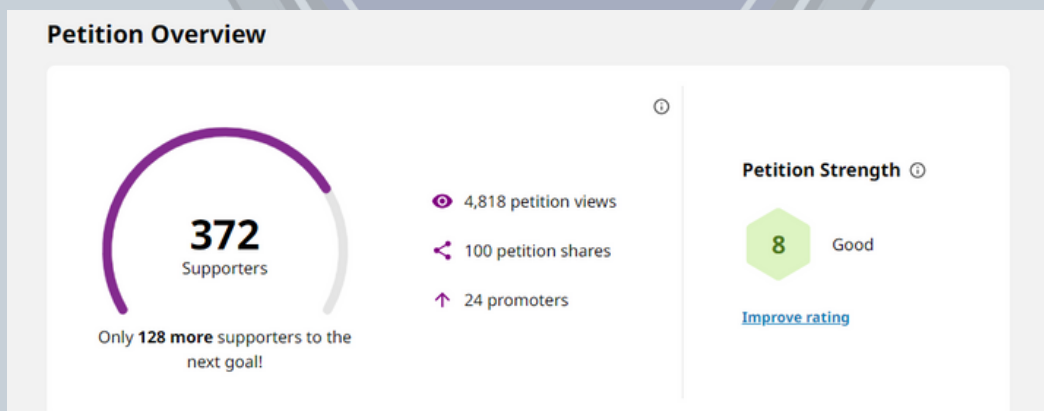 Petition Overview
372
Supporters
Only 128 more supporters to the
next goal!
4,818 petition views
100 petition shares
24 promoters
Petition Strength
8
Good
Improve rating